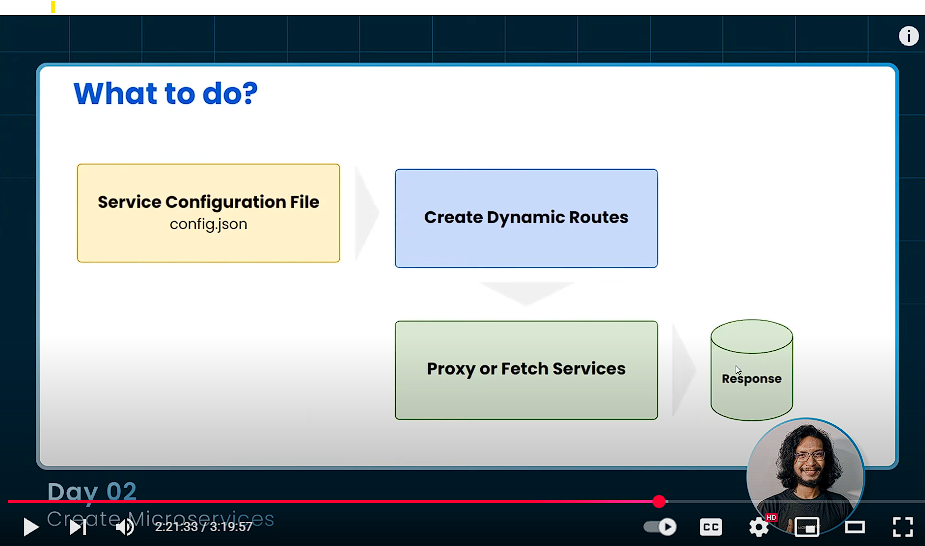 What to do?
Service Configuration File
config.json
Create Dynamic Routes
Proxy or Fetch Services
Response
Day 02
Create Microservices
2:21:33 / 3:19:57
CC
HD